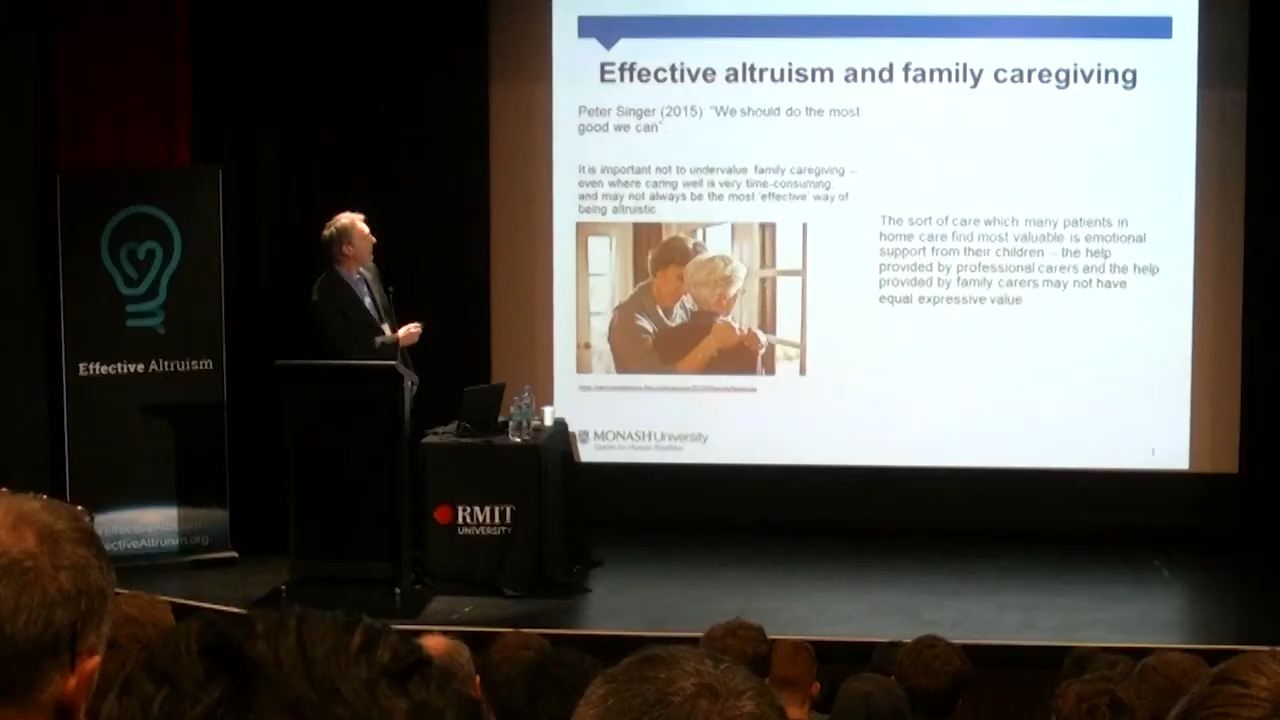 Effective altruism and family caregiving
Peter Singer (2015) "We should do the most
good we can"
It is important not to undervalue family caregiving –
even where caring well is very time-consuming
and may not always be the most 'effective' way of
being altruistic
The sort of care which many patients in
home care find most valuable is emotional
support from their children – the help
provided by professional carers and the help
provided by family carers may not have
equal expressive value
MONASH University
Effective Altruism
ectiveAltruism.org
RMIT
UNIVERSITY